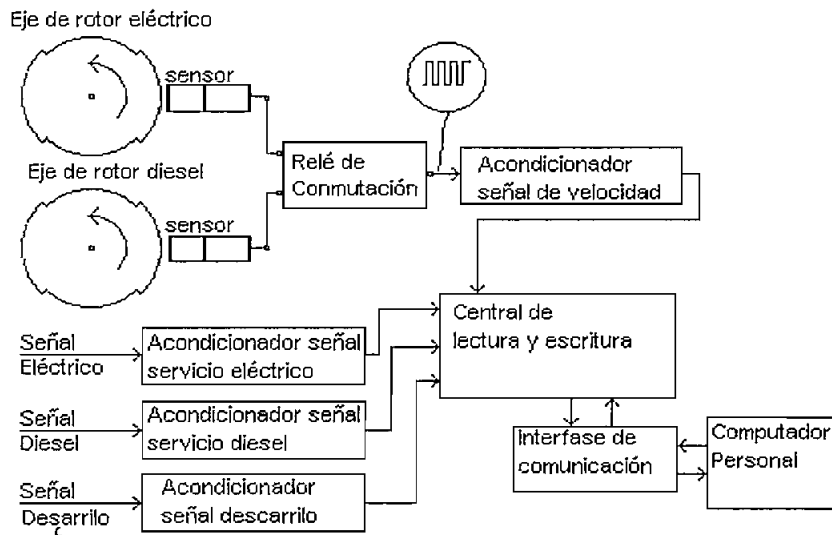 Eje de rotor eléctrico
sensor
Eje de rotor diesel
sensor
Relé de
Conmutación
Acondicionador
señal de velocidad
Central de
lectura y escritura
Señal
Eléctrico
Acondicionador señal
servicio eléctrico
Señal
Diesel
Acondicionador señal
servicio diesel
Señal
Desarrilo
Acondicionador
señal descarrilo
Interfase de
comunicación
Computador
Personal